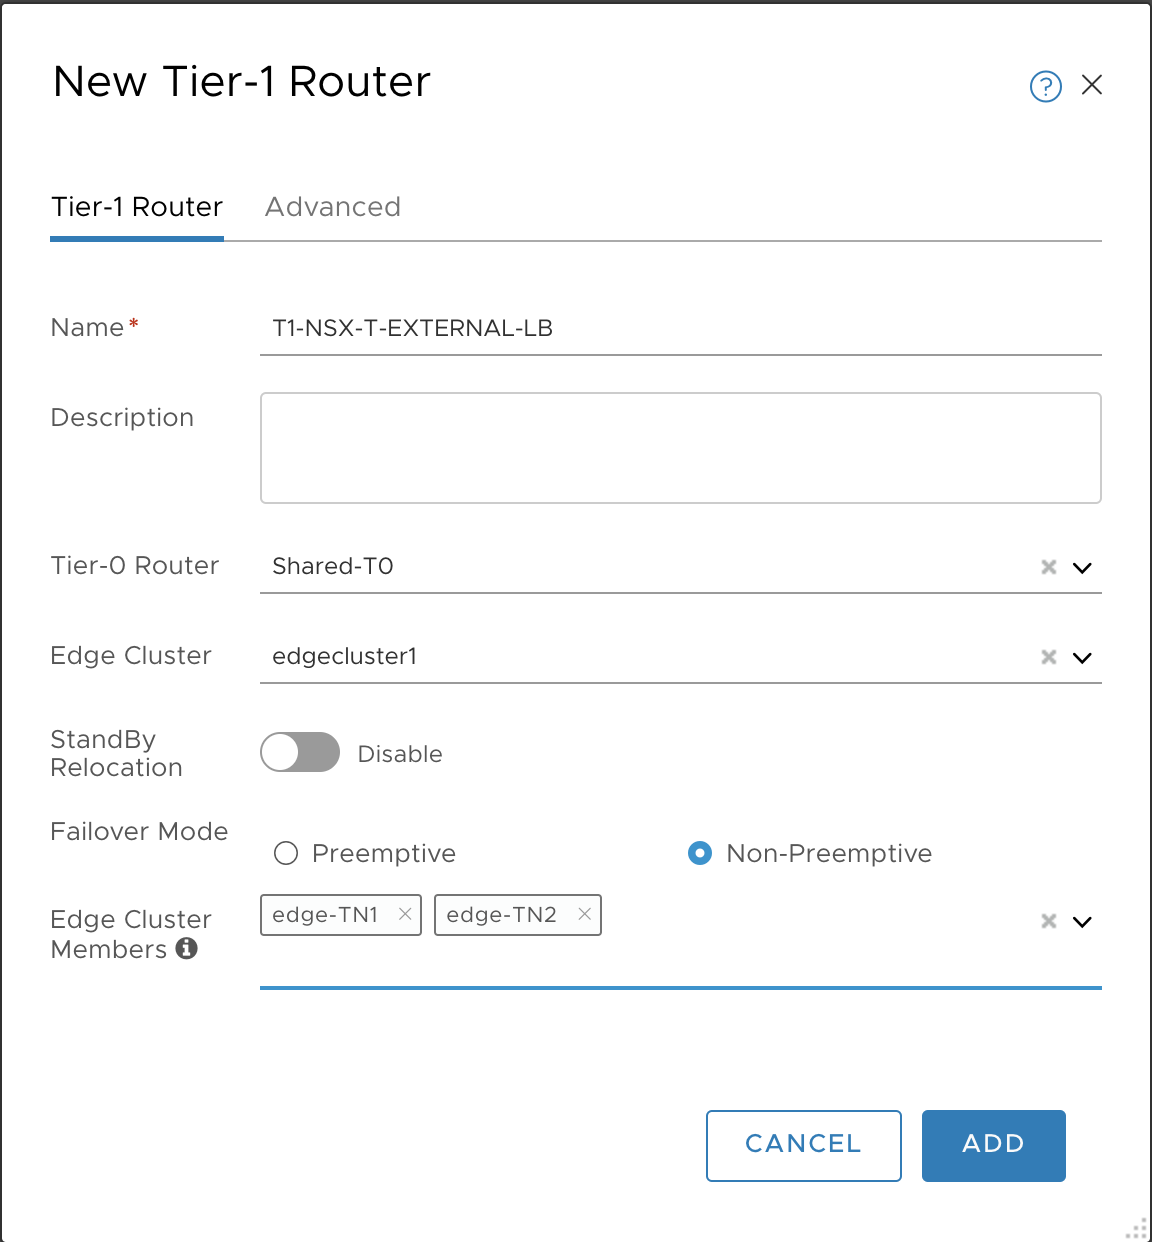 New Tier-1 Router
?
Tier-1 Router Advanced
Name* T1-NSX-T-EXTERNAL-LB
Description
Tier-0 Router Shared-T0
Edge Cluster edgecluster1
StandBy
Relocation Disable
Failover Mode
Preemptive Non-Preemptive
edge-TN1 edge-TN2
Edge Cluster
Members
CANCEL ADD